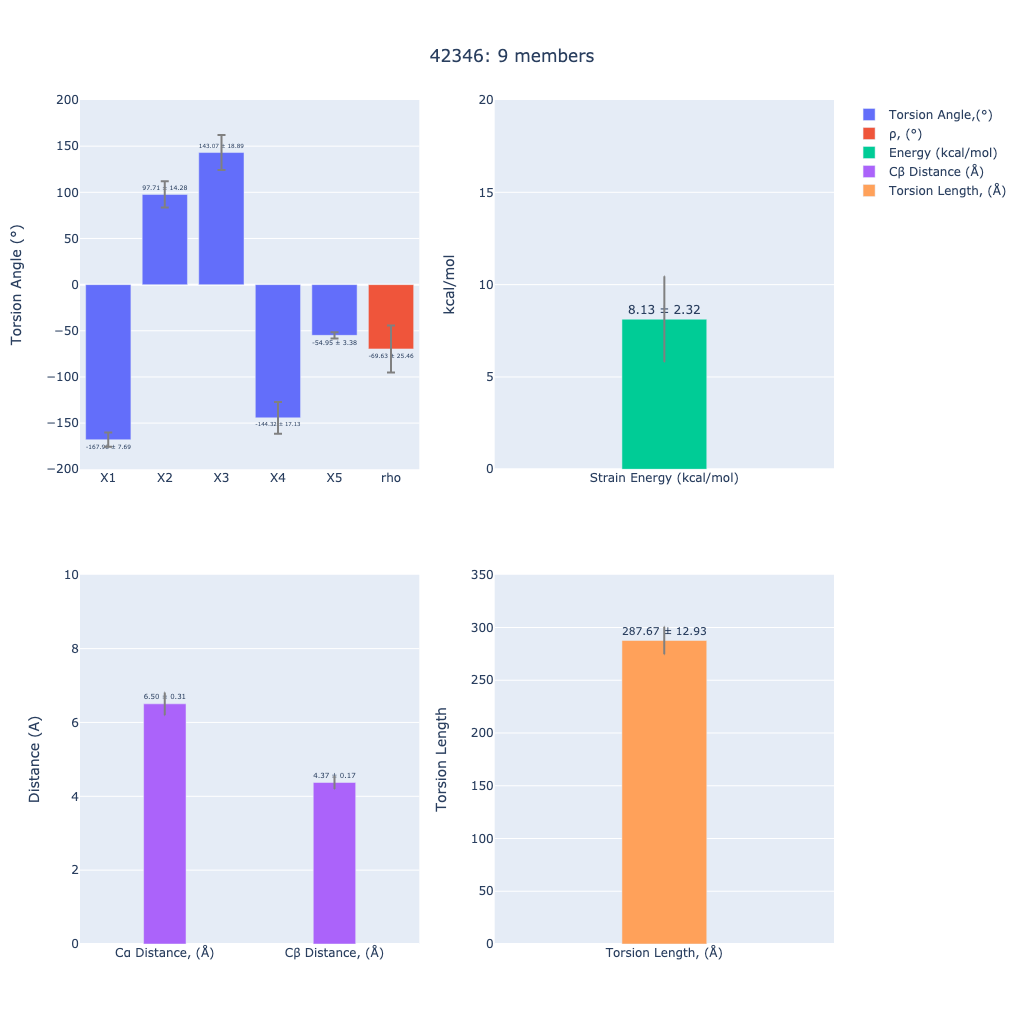 42346: 9 members
Torsion Angle (°)
200
150
100
50
0
−50
−100
−150
−200
97.71 ± 14.28
143.07 ± 18.89
± 7.69
-144.32 ± 17.13
-54.95 ± 3.38
-69.63 ± 25.46
X1
X2
X3
X4
X5
rho
kcal/mol
20
15
10
5
0
8.13 ± 2.32
Strain Energy (kcal/mol)
Torsion Angle,(°)
ρ, (°)
Energy (kcal/mol)
Cβ Distance (Å)
Torsion Length, (Å)
Distance (A)
10
8
6
4
2
0
6.50 ± 0.31
4.37 ± 0.17
Cα Distance, (Å)
Cβ Distance, (Å)
Torsion Length
350
300
250
200
150
100
50
0
287.67 ± 12.93
Torsion Length, (Å)